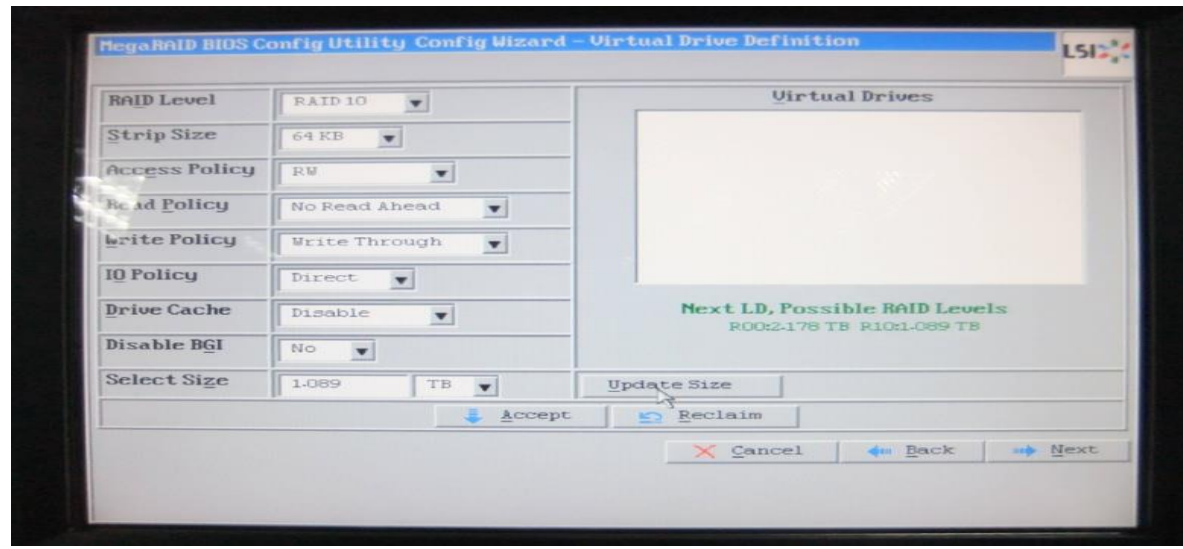 MegaRAID BIOS Config Utility Config Wizard – Virtual Drive Definition
LSI
RAID Level RAID 10
Strip Size 64 KB
Access Policy RW
Read Policy No Read Ahead
Write Policy Write Through
IO Policy Direct
Drive Cache Disable
Disable BGI No
Select Size 1.089 TB
Virtual Drives
Next LD, Possible RAID Levels
R00:2.178 TB R10:1.089 TB
Update Size
Accept Reclaim
Cancel Back Next